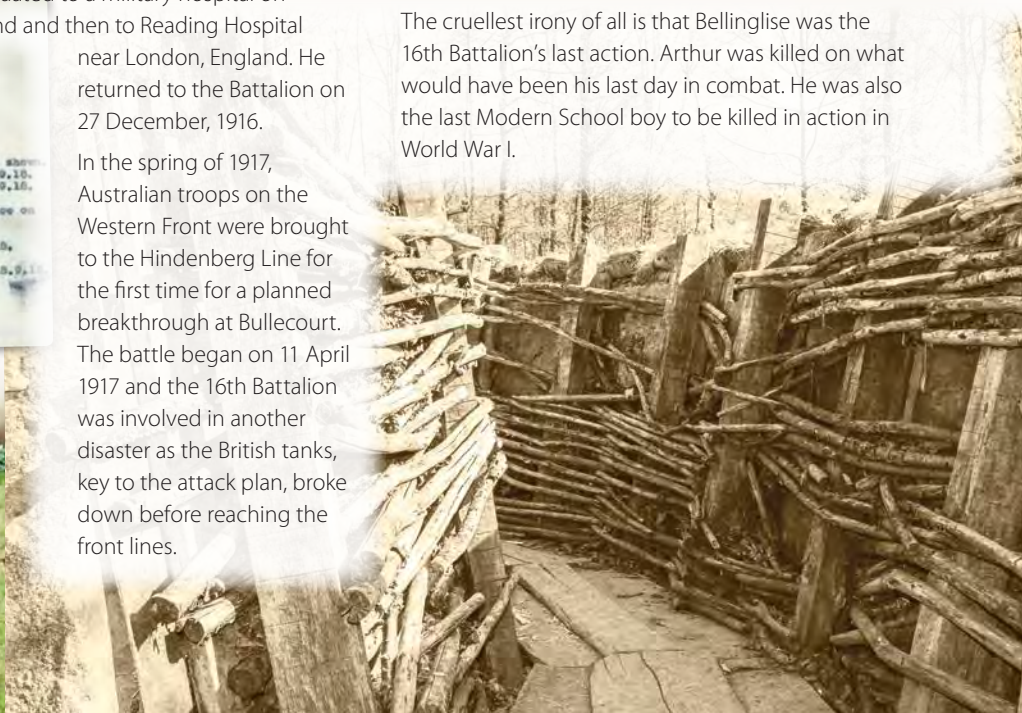 nd and then to Reading Hospital
near London, England. He
returned to the Battalion on
27 December, 1916.
In the spring of 1917,
Australian troops on the
Western Front were brought
to the Hindenberg Line for
the first time for a planned
breakthrough at Bullecourt.
The battle began on 11 April
1917 and the 16th Battalion
was involved in another
disaster as the British tanks,
key to the attack plan, broke
down before reaching the
front lines.
The cruellest irony of all is that Bellinglise was the
16th Battalion’s last action. Arthur was killed on what
would have been his last day in combat. He was also
the last Modern School boy to be killed in action in
World War I.